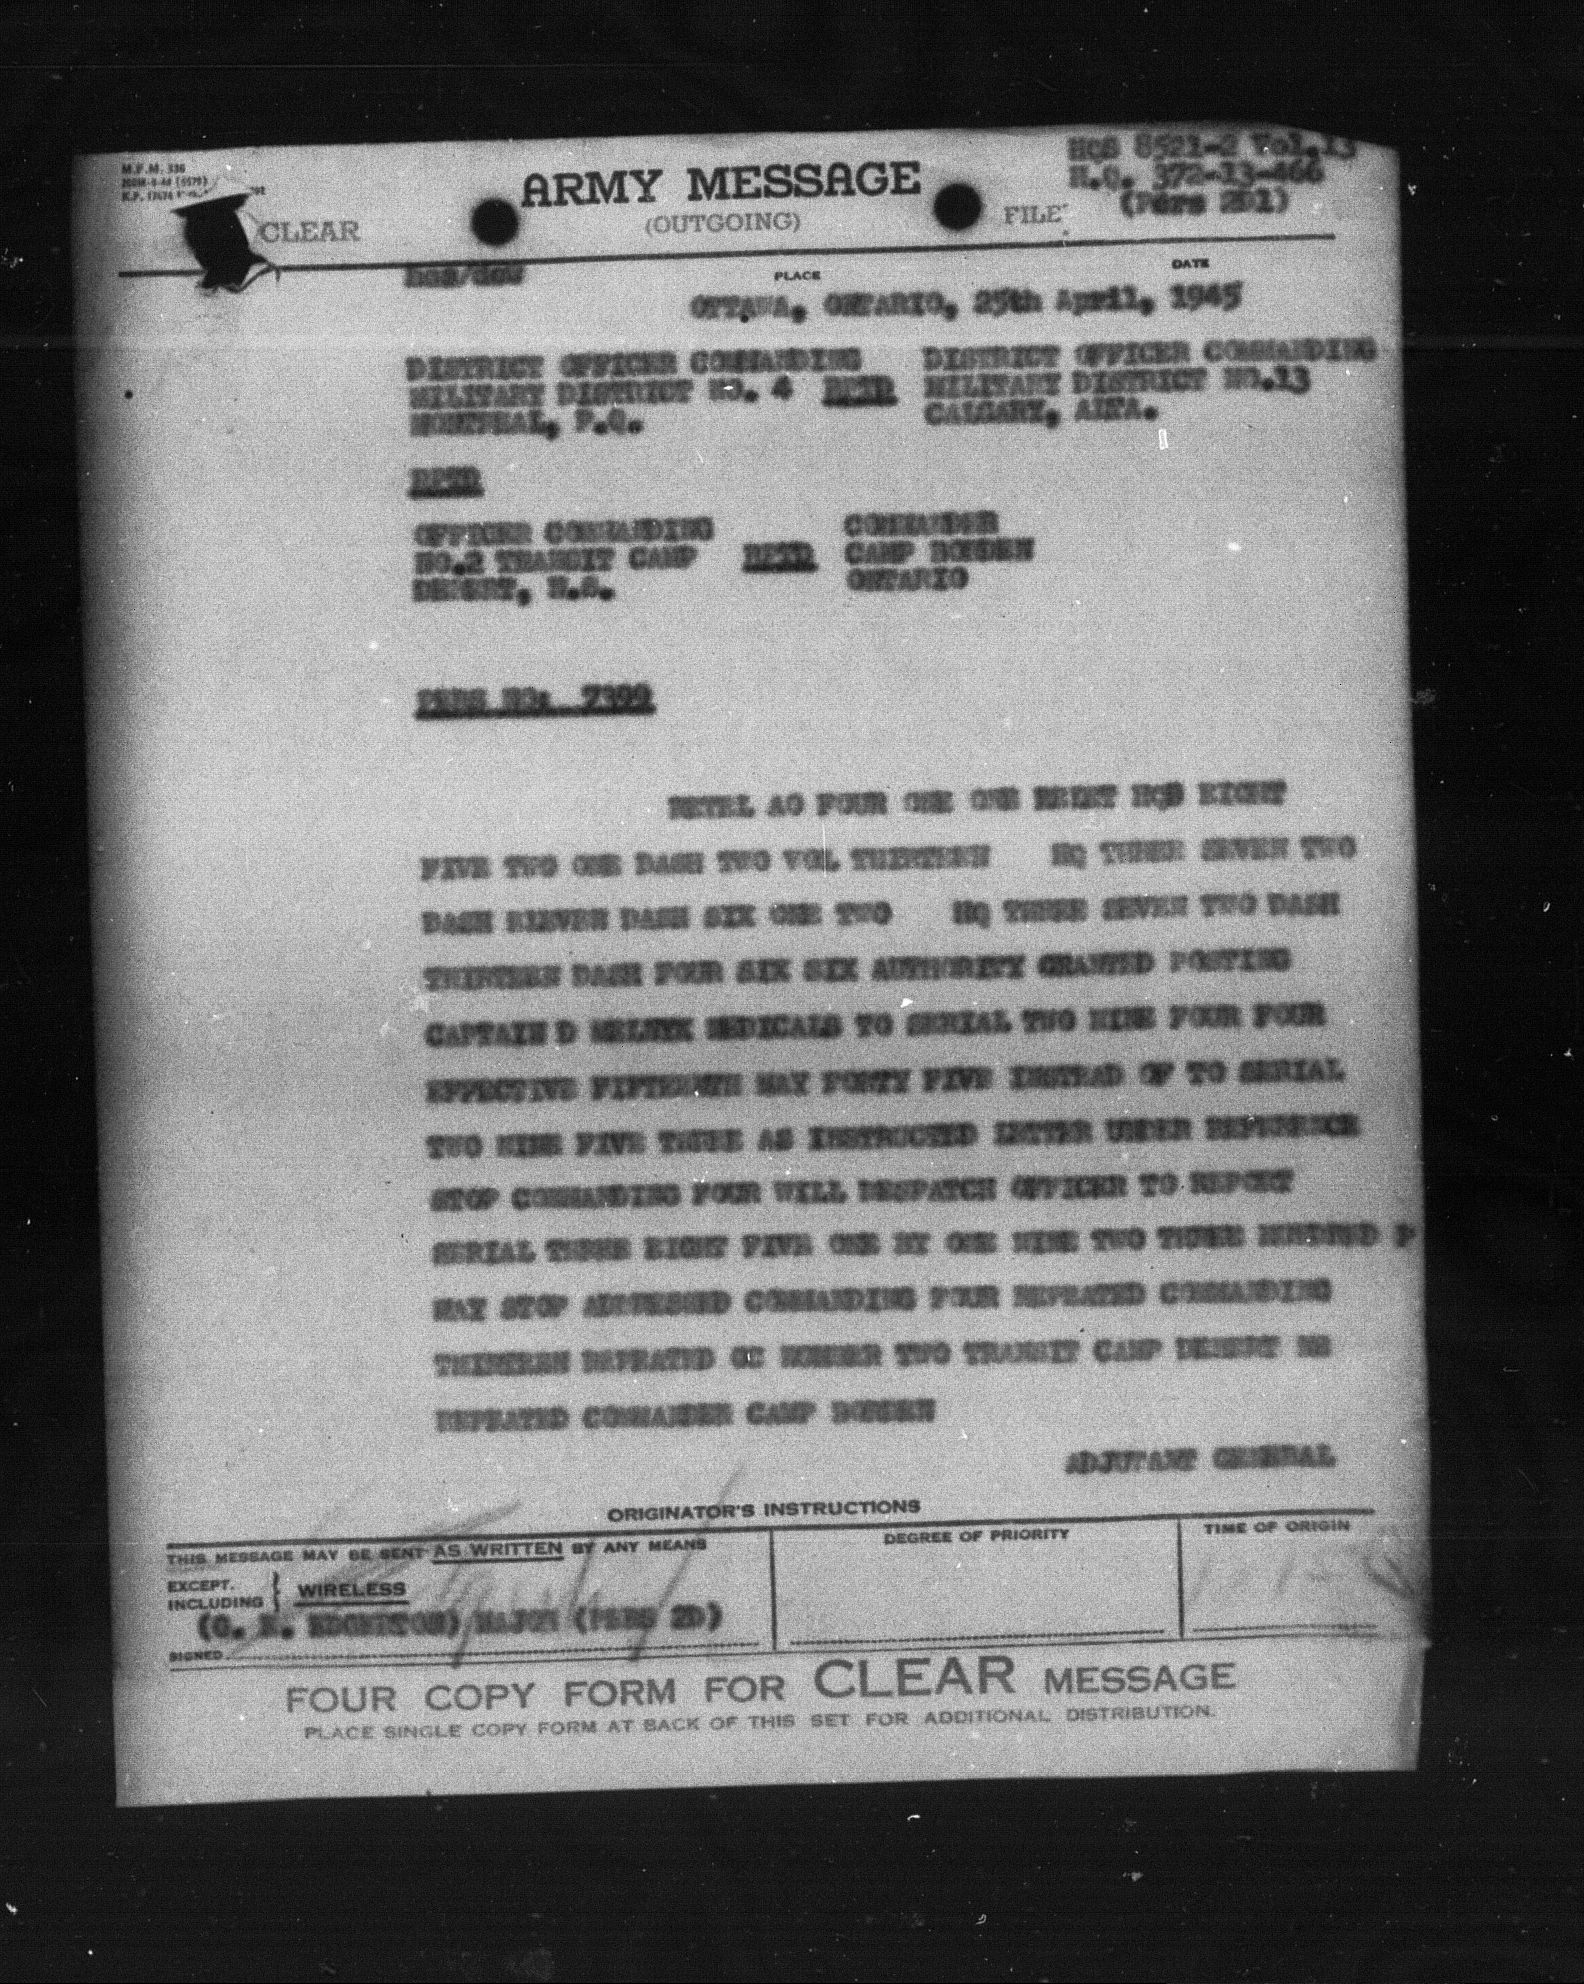 M.F.M. 330
CLEAR
ARMY MESSAGE
(OUTGOING)
FILE
HQS 8521-2 Vol.13
H.Q. 372-13-466
(Pers 2D1)
PLACE
DATE
OTTAWA, ONTARIO, 25th April, 1945
DISTRICT OFFICER COMMANDING
MILITARY DISTRICT NO. 4 RPTD
MONTREAL, P.Q.
DISTRICT OFFICER COMMANDING
MILITARY DISTRICT NO.13
CALGARY, ALTA.
RPTD
OFFICER COMMANDING
NO.2 TRANSIT CAMP RPTD
DEBERT, N.S.
COMMANDER
CAMP BORDEN
ONTARIO
PERS NO: 7399
RETEL AO FOUR ONE ONE HQS EIGHT
FIVE TWO ONE DASH TWO VOL THIRTEEN HQ THREE SEVEN TWO
DASH ELEVEN DASH SIX ONE TWO HQ THREE SEVEN TWO DASH
THIRTEEN DASH FOUR SIX SIX AUTHORITY GRANTED POSTING
CAPTAIN D MELNYK MEDICALS TO SERIAL TWO NINE FOUR FOUR
EFFECTIVE FIFTEENTH MAY FORTY FIVE INSTEAD OF TO SERIAL
TWO NINE FIVE THREE AS INSTRUCTED LETTER UNDER REFERENCE
STOP COMMANDING FOUR WILL DESPATCH OFFICER TO REPORT
SERIAL THREE EIGHT FIVE ONE BY ONE NINE TWO THREE HUNDRED P
MAY STOP ADDRESSED COMMANDING FOUR REPEATED COMMANDING
THIRTEEN REPEATED OC NUMBER TWO TRANSIT CAMP DEBERT NS
REPEATED COMMANDER CAMP BORDEN
ADJUTANT GENERAL
ORIGINATOR'S INSTRUCTIONS
THIS MESSAGE MAY BE SENT AS WRITTEN BY ANY MEANS
EXCEPT.
INCLUDING } WIRELESS
MAJOR (PERS 2D)
SIGNED
DEGREE OF PRIORITY
TIME OF ORIGIN
FOUR COPY FORM FOR CLEAR MESSAGE
PLACE SINGLE COPY FORM AT BACK OF THIS SET FOR ADDITIONAL DISTRIBUTION.